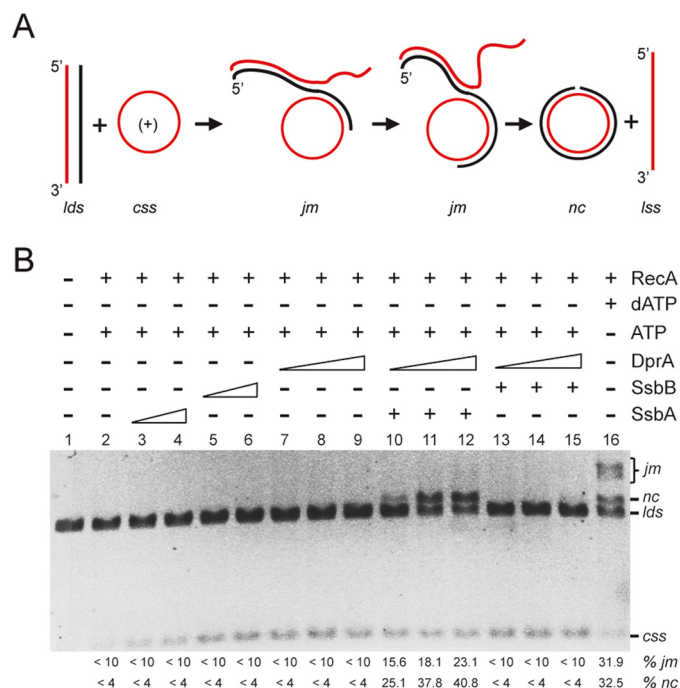 A
5' 5' 5' 5'
+ (+) +
3' 3'
lds css jm jm nc lss
B
- + + + + + + + + + + + + + + + RecA
- - - - - - - - - - - - - - - + dATP
- + + + + + + + + + + + + + + - ATP
- - - - - - - DprA
- - - - - - - - - + + + - SsbB
- - - - - - - + + + - - - - SsbA
1 2 3 4 5 6 7 8 9 10 11 12 13 14 15 16
jm
nc
lds
css
< 10 < 10 < 10 < 10 < 10 < 10 < 10 < 10 15.6 18.1 23.1 < 10 < 10 < 10 31.9 % jm
< 4 < 4 < 4 < 4 < 4 < 4 < 4 < 4 25.1 37.8 40.8 < 4 < 4 < 4 32.5 % nc